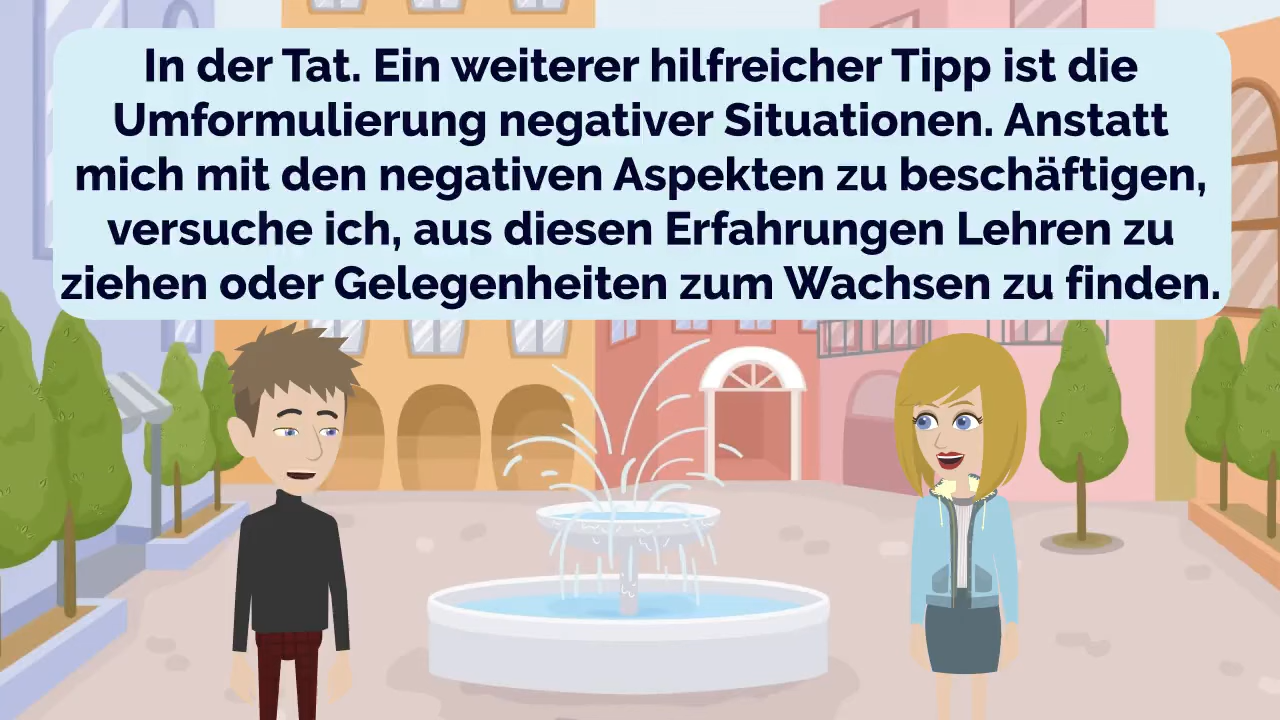 In der Tat. Ein weiterer hilfreicher Tipp ist die
Umformulierung negativer Situationen. Anstatt
mich mit den negativen Aspekten zu beschäftigen,
versuche ich, aus diesen Erfahrungen Lehren zu
ziehen oder Gelegenheiten zum Wachsen zu finden.